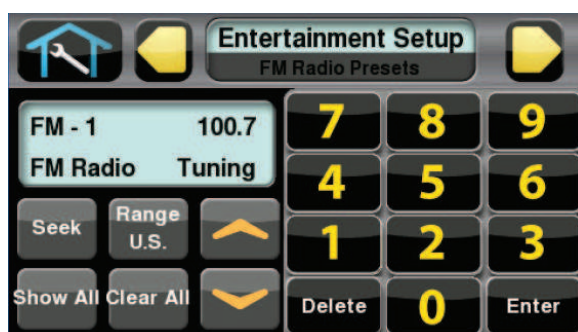 Entertainment Setup
FM Radio Presets
FM - 1 100.7
FM Radio Tuning
Seek
Range
U.S.
Show All
Clear All
7 8 9
4 5 6
1 2 3
Delete 0 Enter